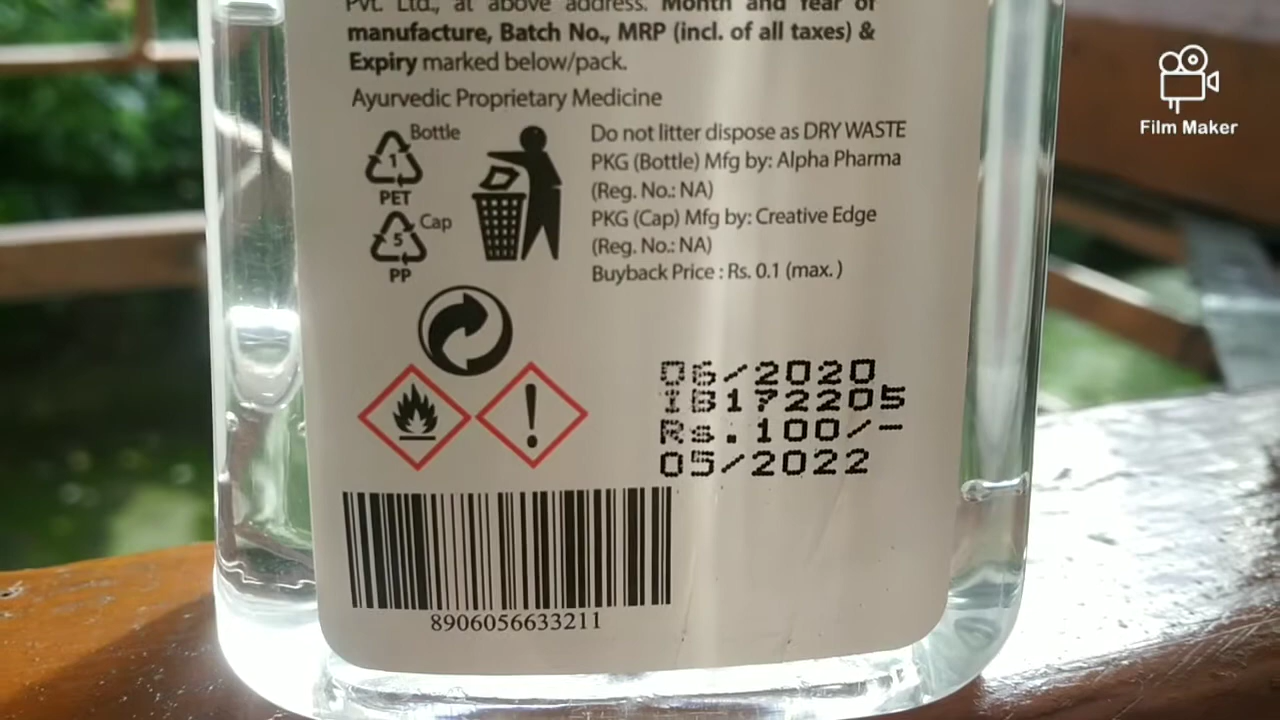 Pvt. Ltd., at above address. Month and Year of
manufacture, Batch No., MRP (incl. of all taxes) &
Expiry marked below/pack.
Ayurvedic Proprietary Medicine
Bottle
1
PET
Cap
5
PP
Do not litter dispose as DRY WASTE
PKG (Bottle) Mfg by: Alpha Pharma
(Reg. No.: NA)
PKG (Cap) Mfg by: Creative Edge
(Reg. No.: NA)
Buyback Price : Rs. 0.1 (max. )
06/2020
IB172205
Rs.100/-
05/2022
8906056633211
Film Maker